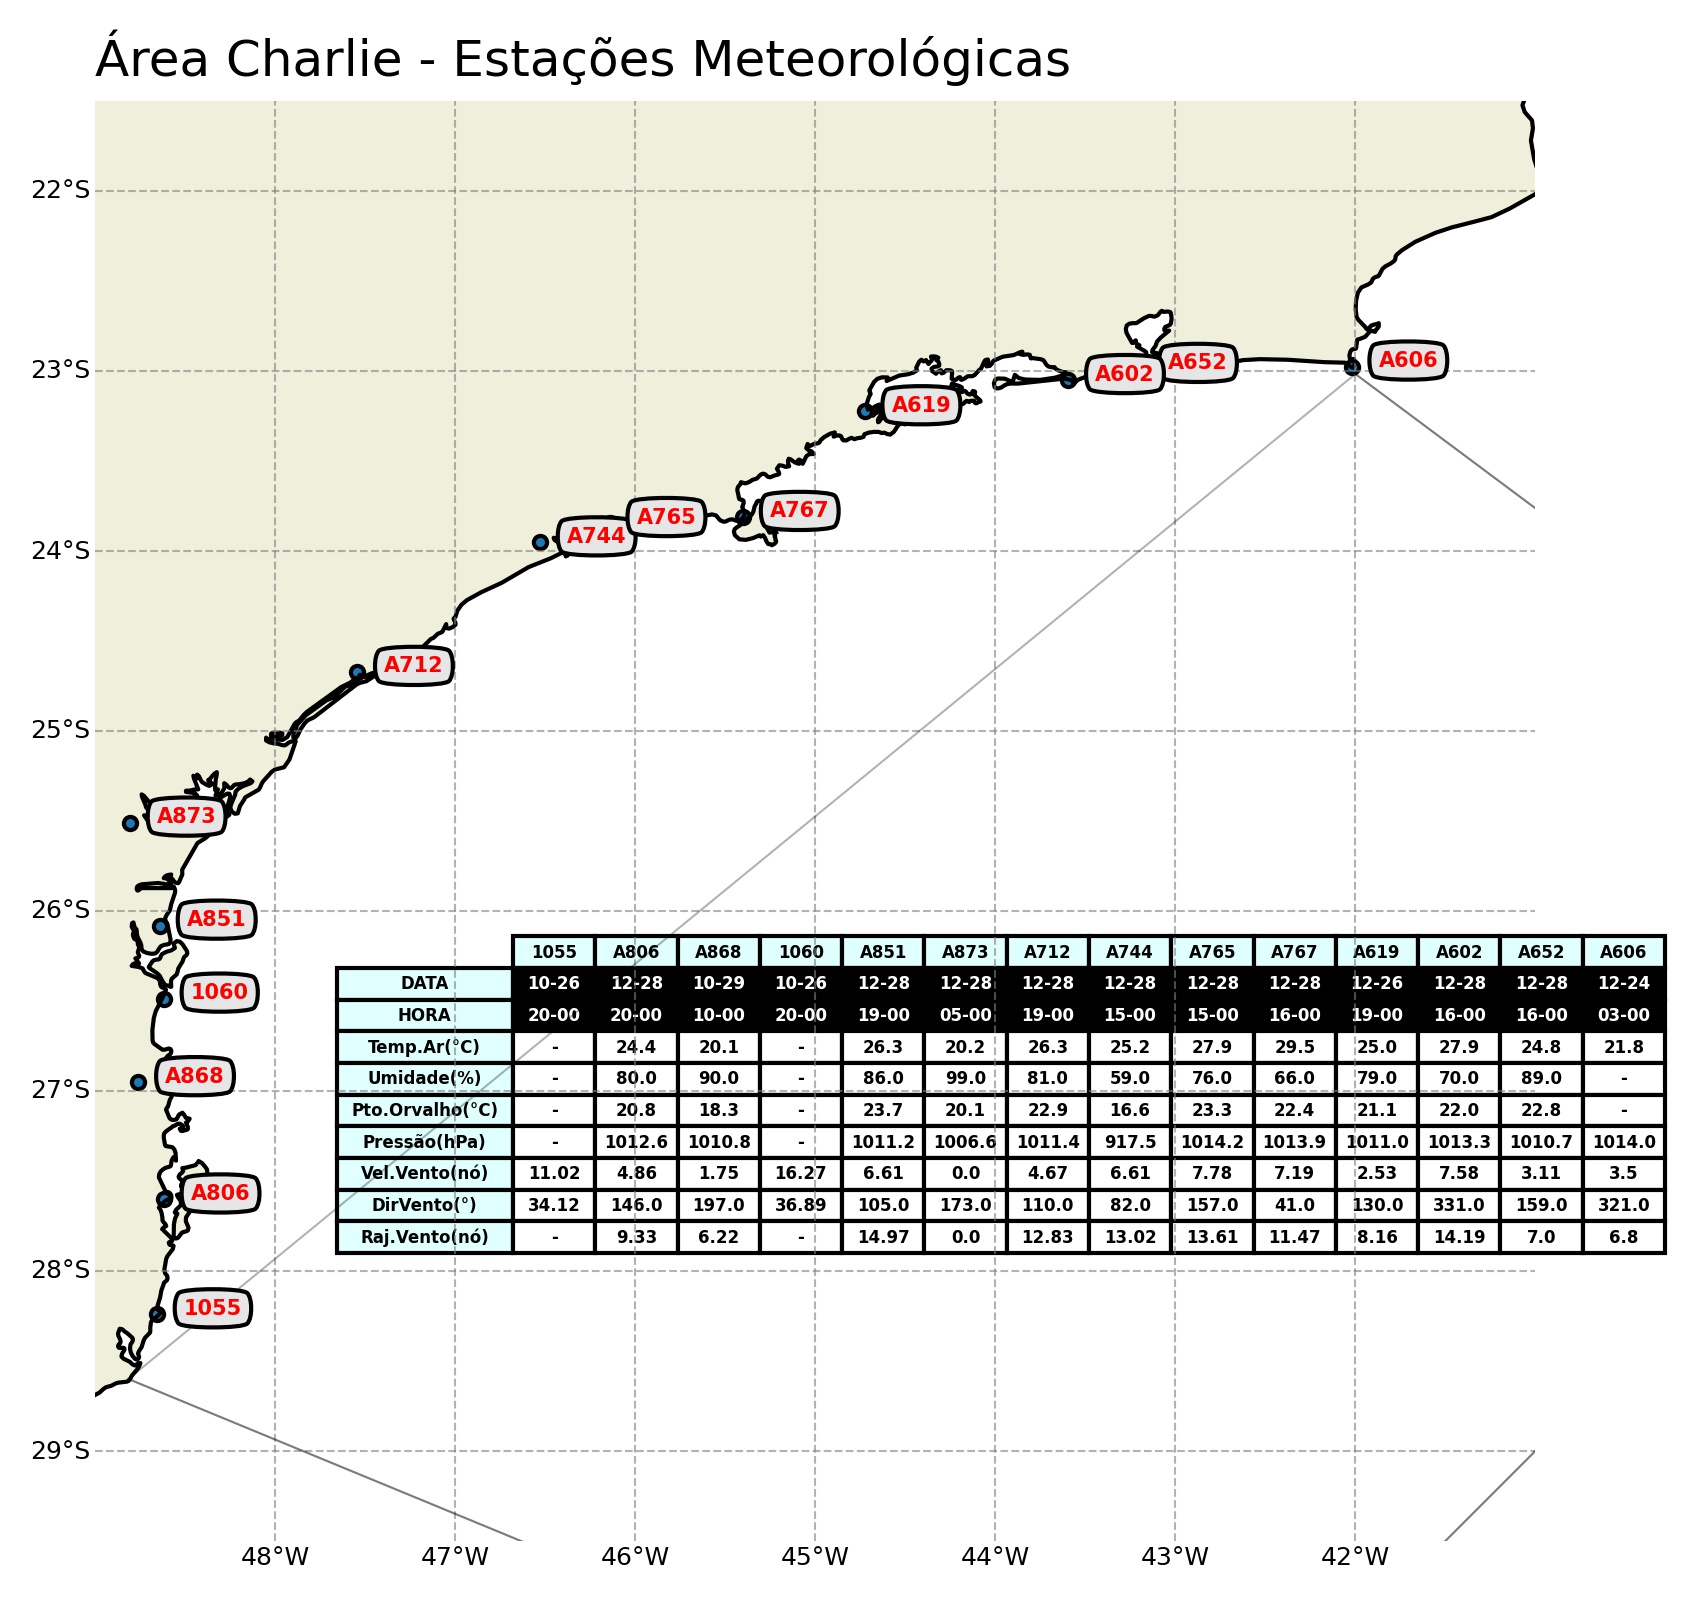 Área Charlie - Estações Meteorológicas
22°S
23°S
24°S
25°S
26°S
27°S
28°S
29°S
A652
A606
A602
A619
A767
A765
A744
A712
A873
A851
1060
A868
A806
1055
1055 A806 A868 1060 A851 A873 A712 A744 A765 A767 A619 A602 A652 A606
DATA 10-26 12-28 10-29 10-26 12-28 12-28 12-28 12-28 12-28 12-28 12-26 12-28 12-28 12-24
HORA 20-00 20-00 10-00 20-00 19-00 05-00 19-00 15-00 15-00 16-00 19-00 16-00 16-00 03-00
Temp.Ar(°C) - 24.4 20.1 - 26.3 20.2 26.3 25.2 27.9 29.5 25.0 27.9 24.8 21.8
Umidade(%) - 80.0 90.0 - 86.0 99.0 81.0 59.0 76.0 66.0 79.0 70.0 89.0 -
Pto.Orvalho(°C) - 20.8 18.3 - 23.7 20.1 22.9 16.6 23.3 22.4 21.1 22.0 22.8 -
Pressão(hPa) - 1012.6 1010.8 - 1011.2 1006.6 1011.4 917.5 1014.2 1013.9 1011.0 1013.3 1010.7 1014.0
Vel.Vento(nó) 11.02 4.86 1.75 16.27 6.61 0.0 4.67 6.61 7.78 7.19 2.53 7.58 3.11 3.5
DirVento(°) 34.12 146.0 197.0 36.89 105.0 173.0 110.0 82.0 157.0 41.0 130.0 331.0 159.0 321.0
Raj.Vento(nó) - 9.33 6.22 - 14.97 0.0 12.83 13.02 13.61 11.47 8.16 14.19 7.0 6.8
48°W 47°W 46°W 45°W 44°W 43°W 42°W